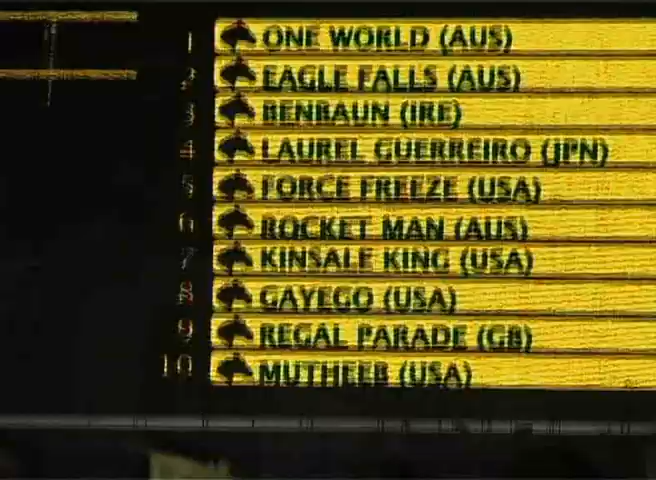 1 ONE WORLD (AUS)
2 EAGLE FALLS (AUS)
3 BENBAUN (IRE)
4 LAUREL GUERREIRO (JPN)
5 FORCE FREEZE (USA)
6 ROCKET MAN (AUS)
7 KINSALE KING (USA)
8 GAYEGO (USA)
9 REGAL PARADE (GB)
10 MUTHEEB (USA)